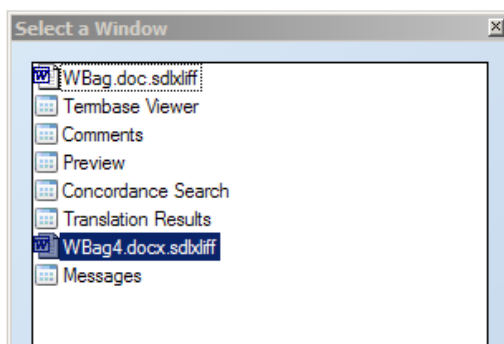 Select a Window
WBag.doc.sdlxliff
Termbase Viewer
Comments
Preview
Concordance Search
Translation Results
WBag4.docx.sdlxliff
Messages